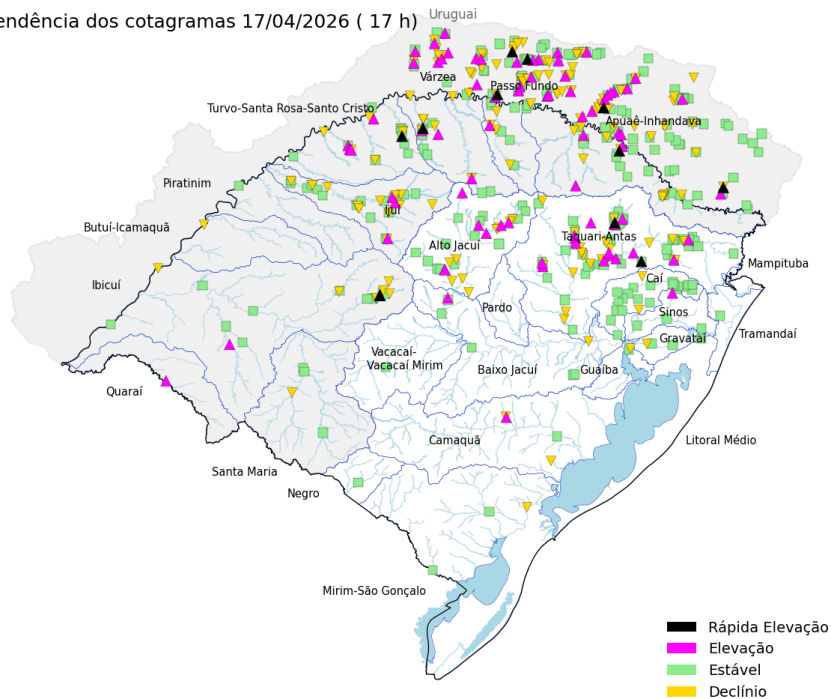 endência dos cotagramas 17/04/2026 ( 17 h)
Uruguai
Várzea
Passo Fundo
Turvo-Santa Rosa-Santo Cristo
Apuaê-Inhandava
Piratinim
Ijuí
Butuí-Icamaquã
Taquari-Antas
Alto Jacuí
Mampituba
Ibicuí
Caí
Pardo
Sinos
Tramandaí
Gravataí
Vacacaí-
Vacacaí Mirim
Baixo Jacuí
Guaíba
Quaraí
Camaquã
Litoral Médio
Santa Maria
Negro
Mirim-São Gonçalo
Rápida Elevação
Elevação
Estável
Declínio